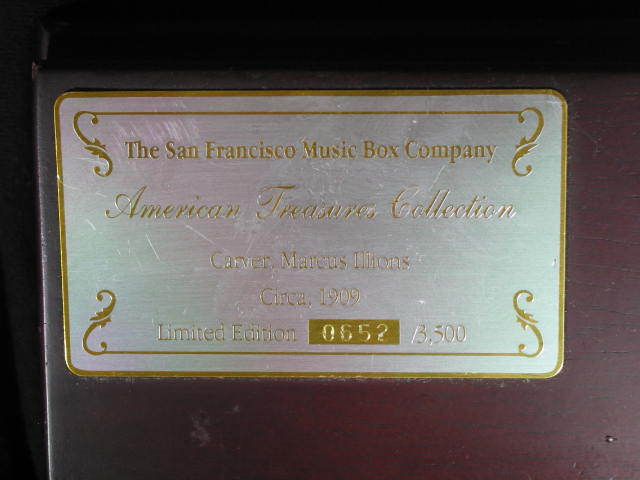 The San Francisco Music Box Company
American Treasures Collection
Carver, Marcus Illions
Circa, 1909
Limited Edition 0652 /3,500